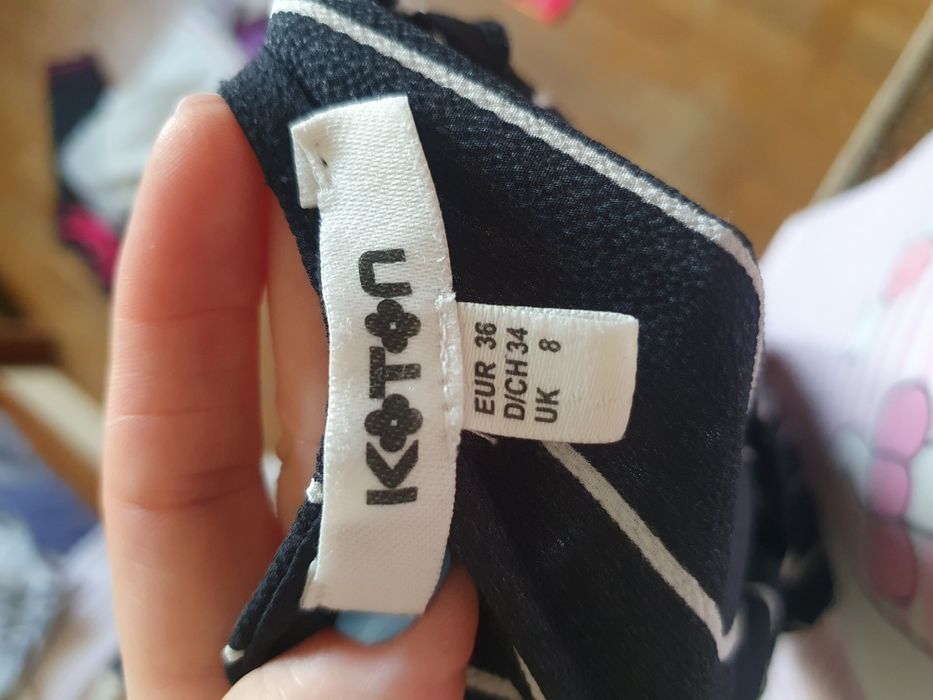 KOTON
EUR 36
D/CH 34
UK 8